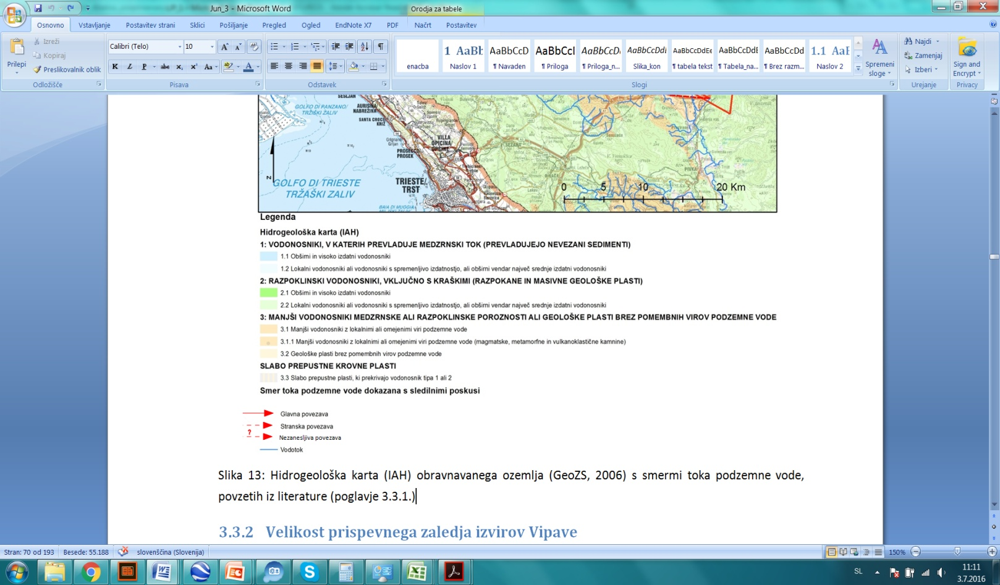 Jun_3 - Microsoft Word
Orodja za tabele
Osnovno Vstavljanje Postavitev strani Sklici Pošiljanje Pregled Ogled EndNote X7 PDF Načrt Postavitev
Prilepi
Izreži
Kopiraj
Preslikovalnik oblik
Odložišče
Calibri (Telo) 10
K L P abc x₂ x² Aa
Pisava
Odstavek
1 AaBb AaBbCcD AaBbCcI AaBbCcD AaBbCcDdI AaBbCcDdEe AaBbCcDdE AaBbCcDd 1.1 AaB
enacba Naslov 1 ¶ Navaden ¶ Priloga ¶ Priloga_n... Slika_kon ¶ tabela tekst ¶ Tabela_na... ¶ Brez razm... Naslov 2
Slogi
Spremeni sloge
Najdi
Zamenjaj
Izberi
Urejanje
Sign and Encrypt
Privacy
SESLJAN
GOLFO DI PANZANO/
TRŽIŠKI ZALIV
AURISINA/
NABREŽINA
SANTA CROCE
KRIŽ
VILLA
OPICINA/
OPČINE
PROSECCO
PROSEK
SEŽANA
PIVKA
GOLFO DI TRIESTE
TRŽAŠKI ZALIV
TRIESTE/
TRST
BAIA DI MUGGIA
N
0 5 10 20 Km
Legenda
Hidrogeološka karta (IAH)
1: VODONOSNIKI, V KATERIH PREVLADUJE MEDZRNSKI TOK (PREVLADUJEJO NEVEZANI SEDIMENTI)
1.1 Obširni in visoko izdatni vodonosniki
1.2 Lokalni vodonosniki ali vodonosniki s spremenljivo izdatnostjo, ali obširni vendar največ srednje izdatni vodonosniki
2: RAZPOKLINSKI VODONOSNIKI, VKLJUČNO S KRAŠKIMI (RAZPOKANE IN MASIVNE GEOLOŠKE PLASTI)
2.1 Obširni in visoko izdatni vodonosniki
2.2 Lokalni vodonosniki ali vodonosniki s spremenljivo izdatnostjo, ali obširni vendar največ srednje izdatni vodonosniki
3: MANJŠI VODONOSNIKI MEDZRNSKE ALI RAZPOKLINSKE POROZNOSTI ALI GEOLOŠKE PLASTI BREZ POMEMBNIH VIROV PODZEMNE VODE
3.1 Manjši vodonosniki z lokalnimi ali omejenimi viri podzemne vode
3.1.1 Manjši vodonosniki z lokalnimi ali omejenimi viri podzemne vode (magmatske, metamorfne in vulkanoklastične kamnine)
3.2 Geološke plasti brez pomembnih virov podzemne vode
SLABO PREPUSTNE KROVNE PLASTI
3.3 Slabo prepustne plasti, ki prekrivajo vodonosnik tipa 1 ali 2
Smer toka podzemne vode dokazana s sledilnimi poskusi
Glavna povezava
Stranska povezava
? Nezanesljiva povezava
Vodotok
Slika 13: Hidrogeološka karta (IAH) obravnavanega ozemlja (GeoZS, 2006) s smermi toka podzemne vode,
povzetih iz literature (poglavje 3.3.1.)
3.3.2 Velikost prispevnega zaledja izvirov Vipave
Stran: 70 od 193 Besede: 55.188 slovenščina (Slovenija) 150%
SL 11:11
3.7.2016